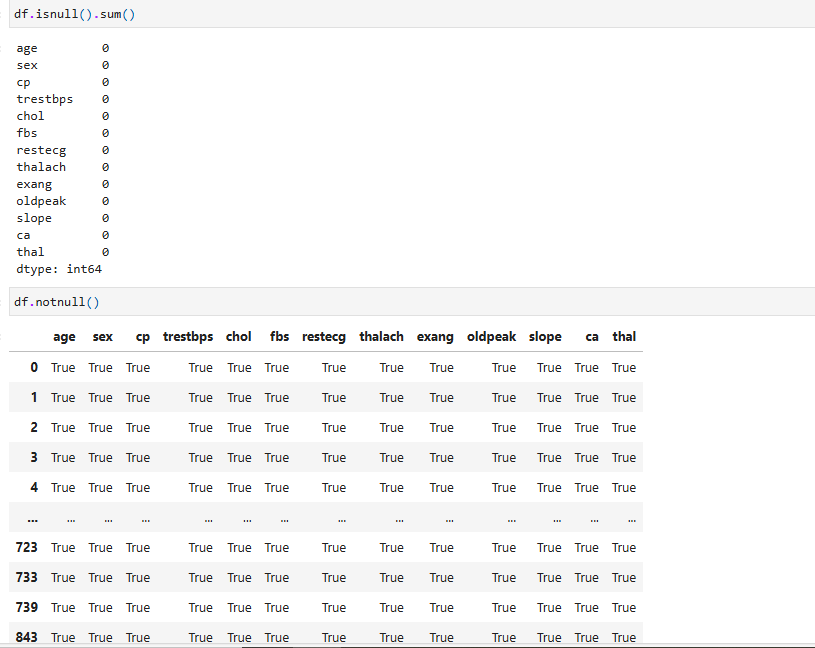 df.isnull().sum()
age 0
sex 0
cp 0
trestbps 0
chol 0
fbs 0
restecg 0
thalach 0
exang 0
oldpeak 0
slope 0
ca 0
thal 0
dtype: int64
df.notnull()
age sex cp trestbps chol fbs restecg thalach exang oldpeak slope ca thal
0 True True True True True True True True True True True True True
1 True True True True True True True True True True True True True
2 True True True True True True True True True True True True True
3 True True True True True True True True True True True True True
4 True True True True True True True True True True True True True
... ... ... ... ... ... ... ... ... ... ... ... ... ...
723 True True True True True True True True True True True True True
733 True True True True True True True True True True True True True
739 True True True True True True True True True True True True True
843 True True True True True True True True True True True True True